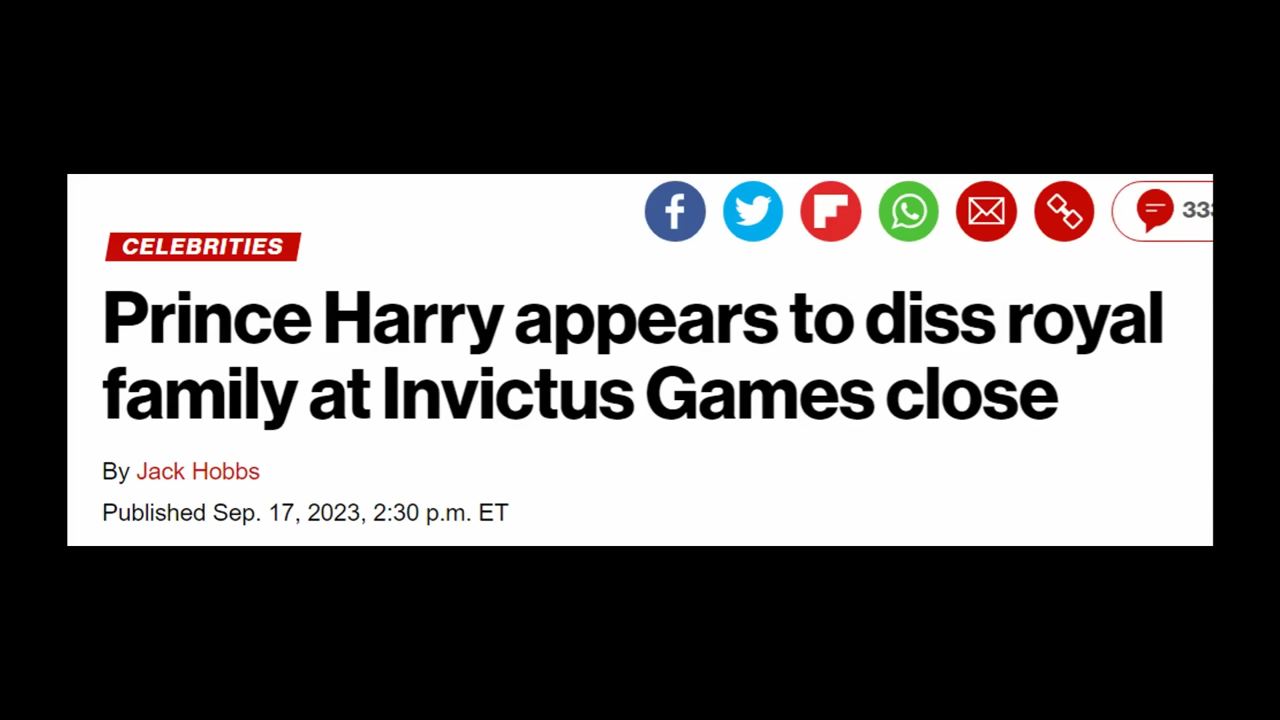 CELEBRITIES
Prince Harry appears to diss royal
family at Invictus Games close
By Jack Hobbs
Published Sep. 17, 2023, 2:30 p.m. ET